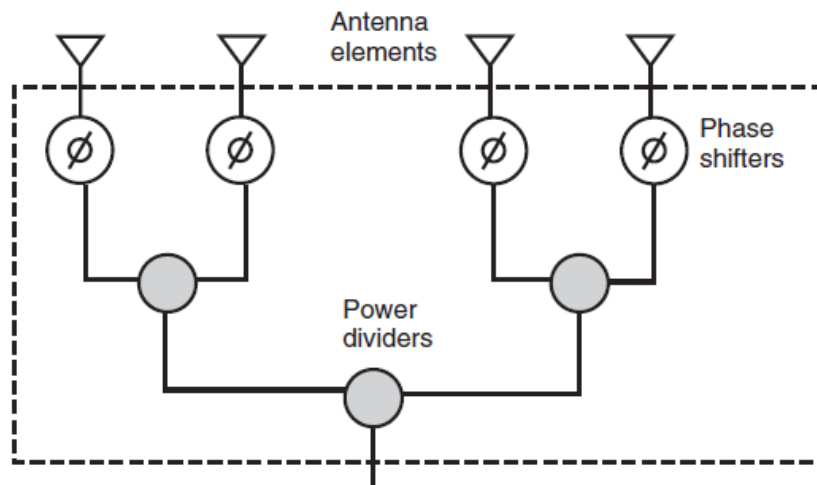 Antenna
elements
Phase
shifters
Power
dividers